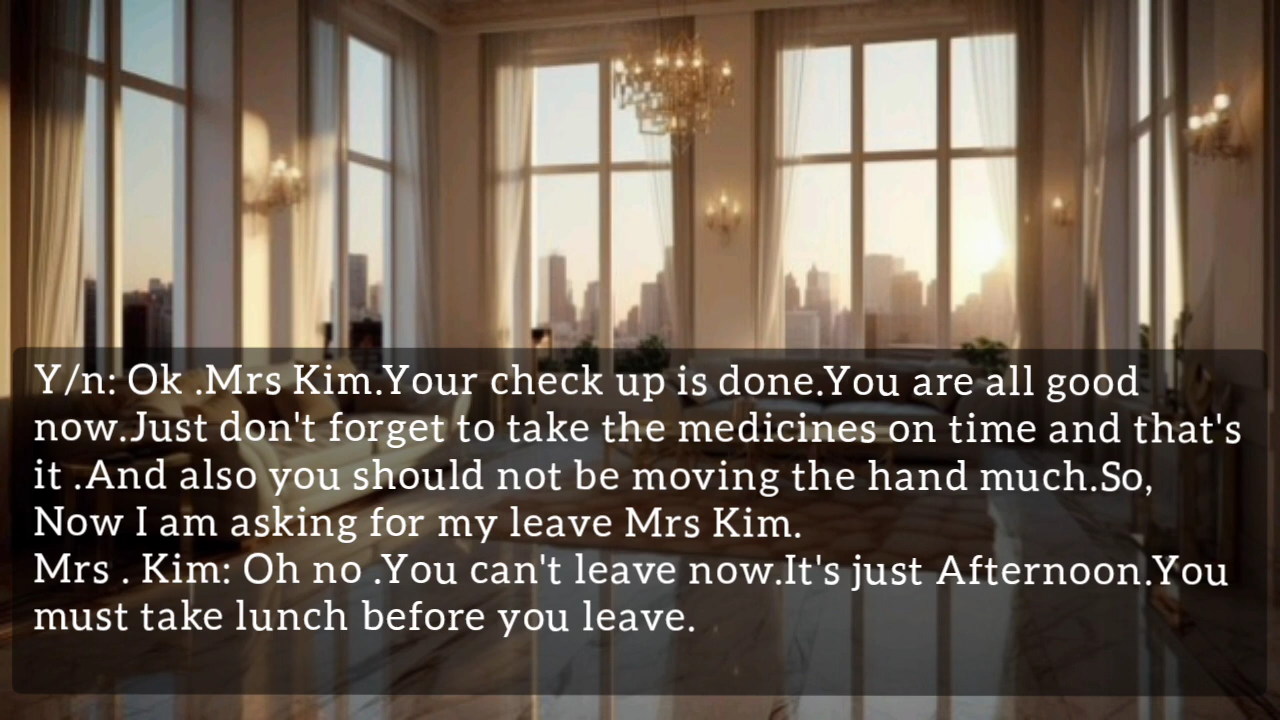 Y/n: Ok .Mrs Kim.Your check up is done.You are all good
now.Just don't forget to take the medicines on time and that's
it .And also you should not be moving the hand much.So,
Now I am asking for my leave Mrs Kim.
Mrs . Kim: Oh no .You can't leave now.It's just Afternoon.You
must take lunch before you leave.